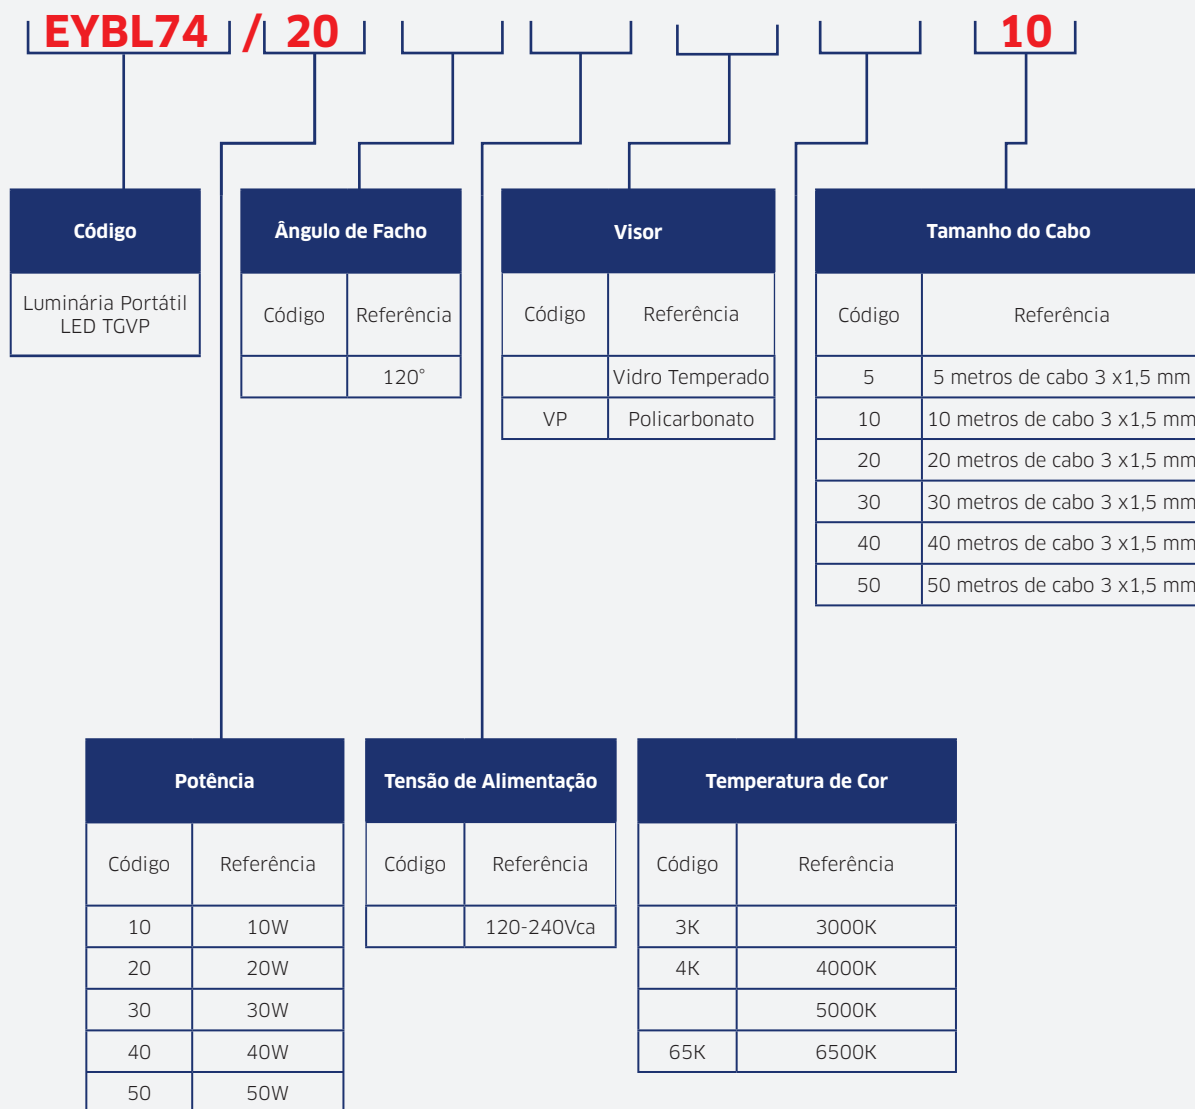 EYBL74 / 20 10
Código
Luminária Portátil
LED TGVP
Ângulo de Facho
Código Referência
120°
Visor
Código Referência
Vidro Temperado
VP Policarbonato
Tamanho do Cabo
Código Referência
5 5 metros de cabo 3 x1,5 mm
10 10 metros de cabo 3 x1,5 mm
20 20 metros de cabo 3 x1,5 mm
30 30 metros de cabo 3 x1,5 mm
40 40 metros de cabo 3 x1,5 mm
50 50 metros de cabo 3 x1,5 mm
Potência
Código Referência
10 10W
20 20W
30 30W
40 40W
50 50W
Tensão de Alimentação
Código Referência
120-240Vca
Temperatura de Cor
Código Referência
3K 3000K
4K 4000K
5000K
65K 6500K